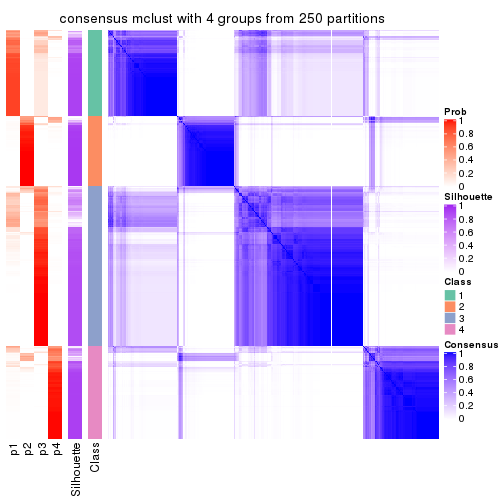 consensus mclust with 4 groups from 250 partitions
Prob
1
0.8
0.6
0.4
0.2
0
Silhouette
1
0.8
0.6
0.4
0.2
0
Class
1
2
3
4
Consensus
1
0.8
0.6
0.4
0.2
0
p1
p2
p3
p4
Silhouette
Class